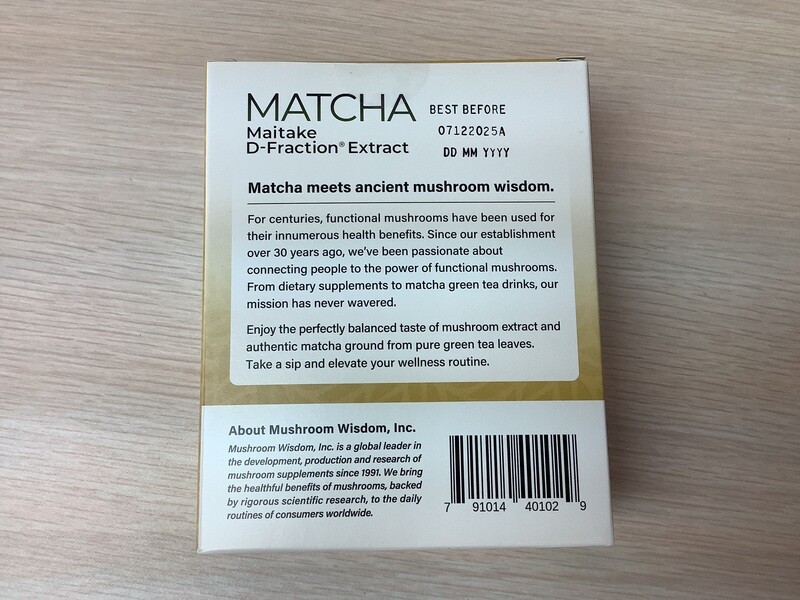 MATCHA
Maitake
D-Fraction® Extract
BEST BEFORE
07122025A
DD MM YYYY
Matcha meets ancient mushroom wisdom.
For centuries, functional mushrooms have been used for
their innumerous health benefits. Since our establishment
over 30 years ago, we've been passionate about
connecting people to the power of functional mushrooms.
From dietary supplements to matcha green tea drinks, our
mission has never wavered.
Enjoy the perfectly balanced taste of mushroom extract and
authentic matcha ground from pure green tea leaves.
Take a sip and elevate your wellness routine.
About Mushroom Wisdom, Inc.
Mushroom Wisdom, Inc. is a global leader in
the development, production and research of
mushroom supplements since 1991. We bring
the healthful benefits of mushrooms, backed
by rigorous scientific research, to the daily
routines of consumers worldwide.
7 91014 40102 9